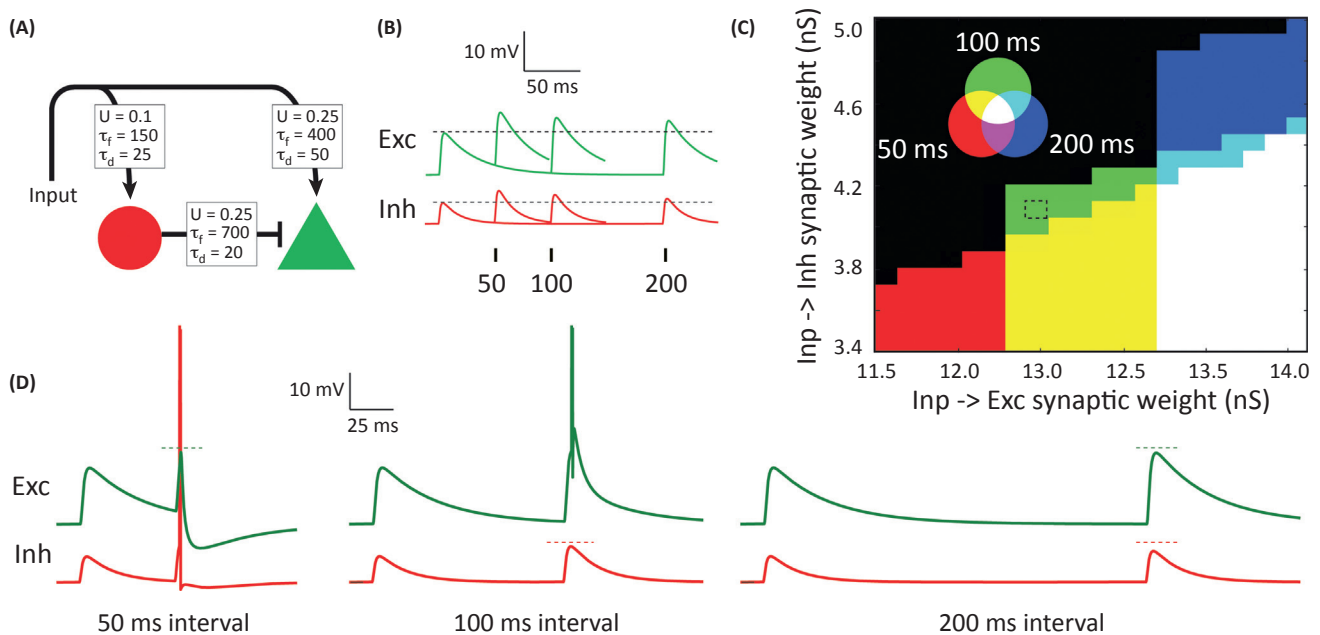 (A)
U = 0.1
τf = 150
τd = 25
U = 0.25
τf = 400
τd = 50
Input
U = 0.25
τf = 700
τd = 20
(B)
10 mV
50 ms
Exc
Inh
50
100
200
(C)
Inp -> Inh synaptic weight (nS)
5.0
4.6
4.2
3.8
3.4
100 ms
50 ms
200 ms
11.5
12.0
13.0
12.5
13.5
14.0
Inp -> Exc synaptic weight (nS)
(D)
10 mV
25 ms
Exc
Inh
50 ms interval
100 ms interval
200 ms interval